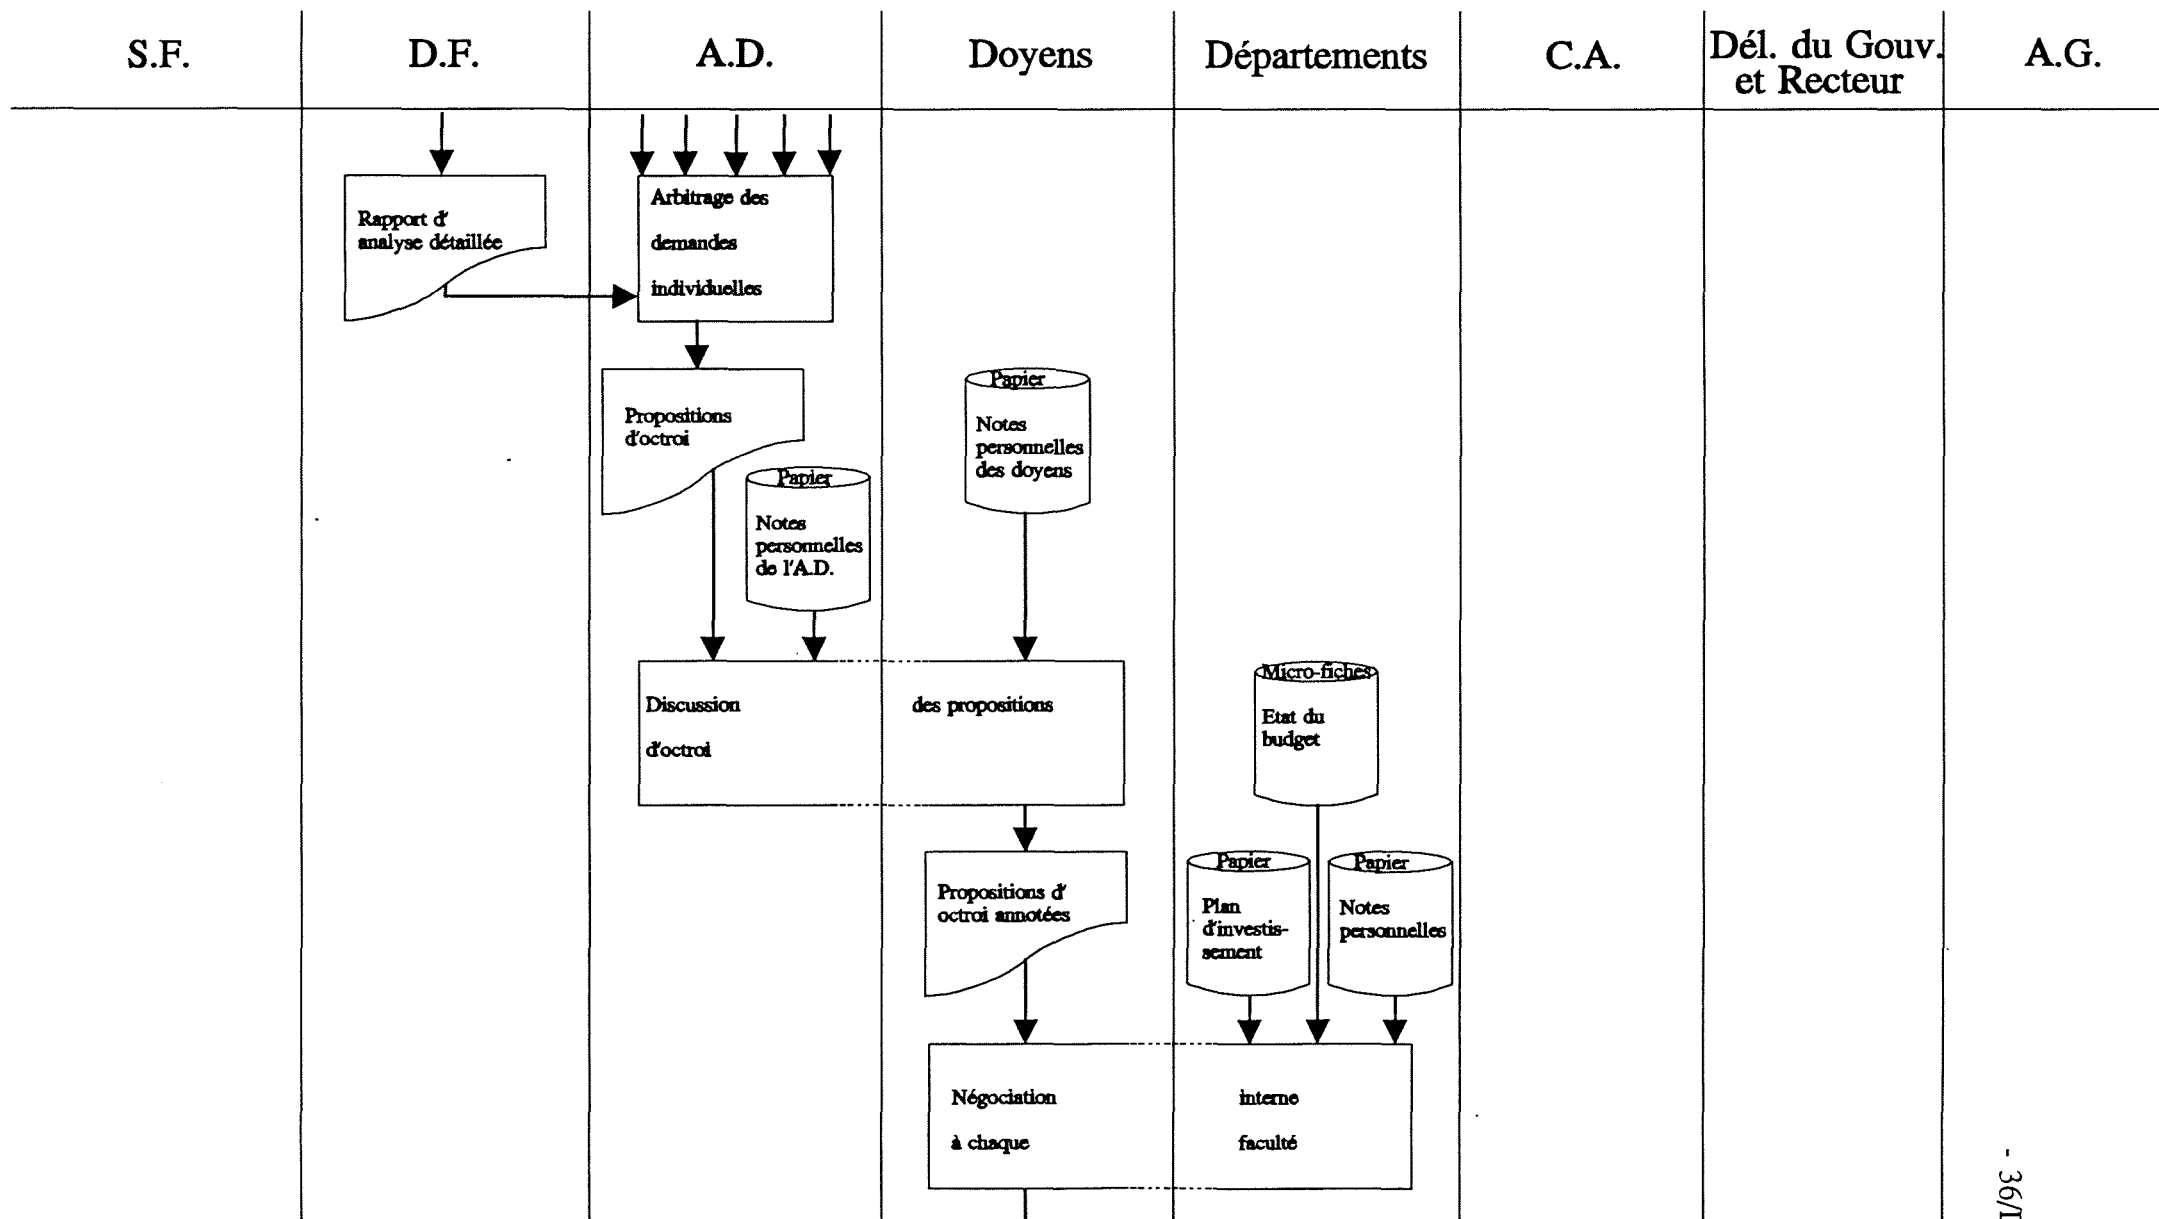 S.F.
D.F.
A.D.
Doyens
Départements
C.A.
Dél. du Gouv.
et Recteur
A.G.
Rapport d'
analyse détaillée
Arbitrage des
demandes
individuelles
Propositions
d'octroi
Papier
Notes
personnelles
de l'A.D.
Papier
Notes
personnelles
des doyens
Discussion des propositions
d'octroi
Micro-fiches
Etat du
budget
Propositions d'
octroi annotées
Papier
Plan
d'investis-
sement
Papier
Notes
personnelles
Négociation interne
à chaque faculté
- 36/1